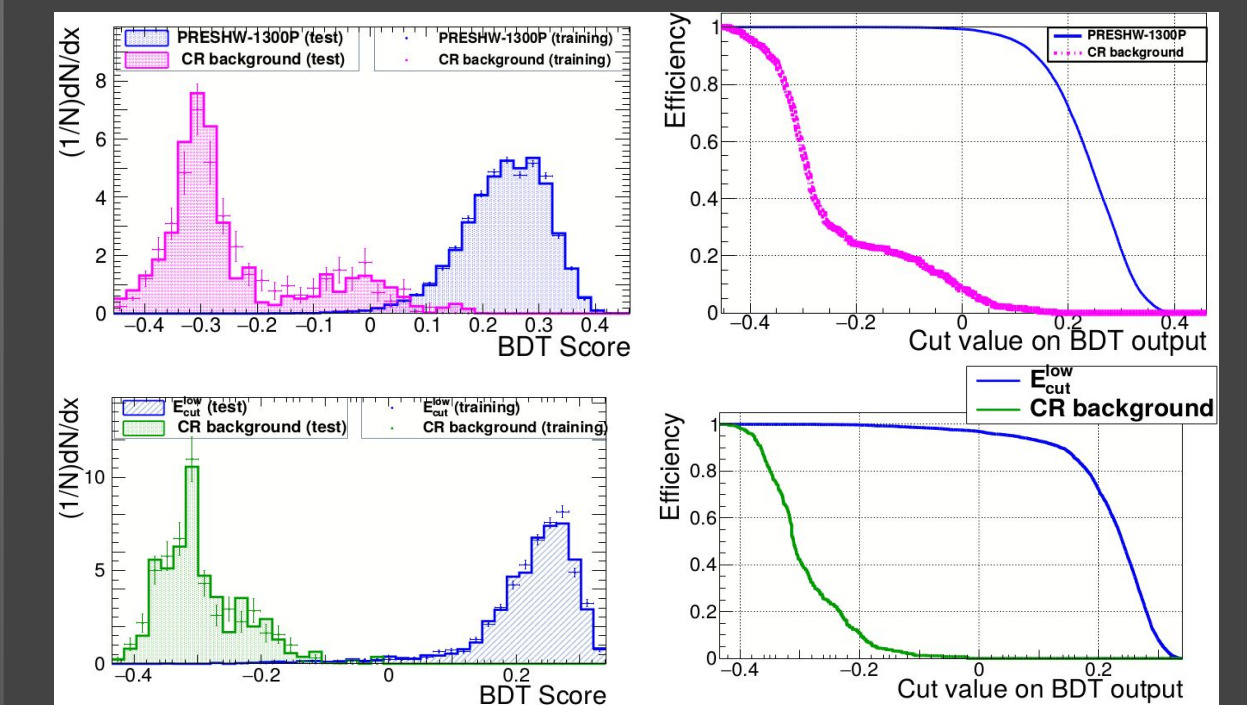 (1/N)dN/dx
PRESHW-1300P (test)
CR background (test)
PRESHW-1300P (training)
CR background (training)
8
6
4
2
0
−0.4 −0.3 −0.2 −0.1 0 0.1 0.2 0.3 0.4
BDT Score
Efficiency
PRESHW-1300P
CR background
1
0.8
0.6
0.4
0.2
0
−0.4 −0.2 0 0.2 0.4
Cut value on BDT output
(1/N)dN/dx
E low cut (test)
CR background (test)
E low cut (training)
CR background (training)
10
5
0
−0.4 −0.2 0 0.2
BDT Score
E low cut
CR background
Efficiency
1
0.8
0.6
0.4
0.2
0
−0.4 −0.2 0 0.2
Cut value on BDT output